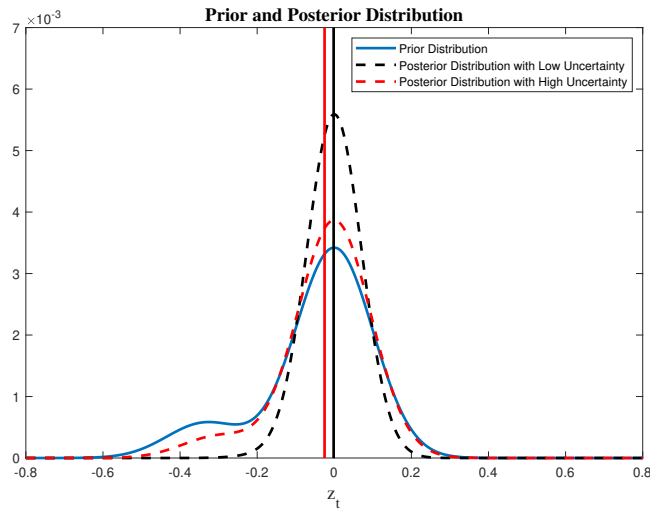 Prior and Posterior Distribution
×10⁻³
7
6
5
4
3
2
1
0
Prior Distribution
Posterior Distribution with Low Uncertainty
Posterior Distribution with High Uncertainty
-0.8 -0.6 -0.4 -0.2 0 0.2 0.4 0.6 0.8
z_t